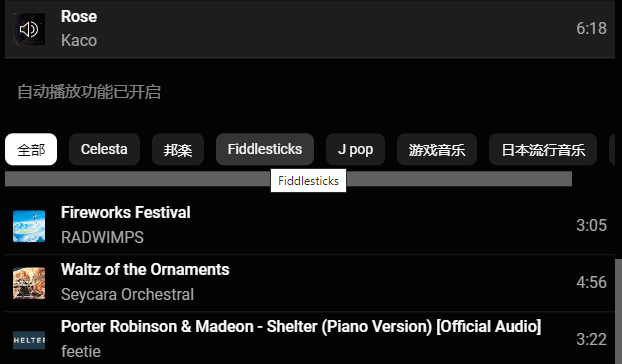 Rose
Kaco
6:18
自动播放功能已开启
全部 Celesta 邦楽 Fiddlesticks J pop 游戏音乐 日本流行音乐
Fiddlesticks
Fireworks Festival
RADWIMPS
3:05
Waltz of the Ornaments
Seycara Orchestral
4:56
HELTER
Porter Robinson & Madeon - Shelter (Piano Version) [Official Audio]
feetie
3:22